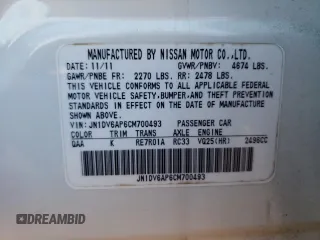 MANUFACTURED BY NISSAN MOTOR CO.,LTD.
DATE: 11/11 GVWR/PNBV: 4674 LBS.
GAWR/PNBE FR: 2270 LBS. RR: 2478 LBS.
THIS VEHICLE CONFORMS TO ALL APPLICABLE
FEDERAL MOTOR VEHICLE SAFETY,BUMPER,AND THEFT PREVENTION
STANDARDS IN EFFECT ON THE DATE OF
MANUFACTURE SHOWN ABOVE.
VIN: JN1DV6AP6CM700493 PASSENGER CAR
COLOR TRIM TRANS AXLE ENGINE
QAA K RE7R01A RC33 VQ25(HR) 2496CC
JN1DV6AP6CM700493
DREAMBID